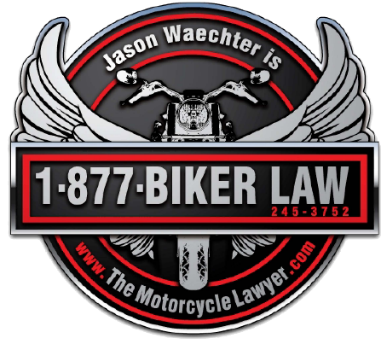 Jason Waechter is
1·877·BIKER LAW
245-3752
www.TheMotorcycleLawyer.com